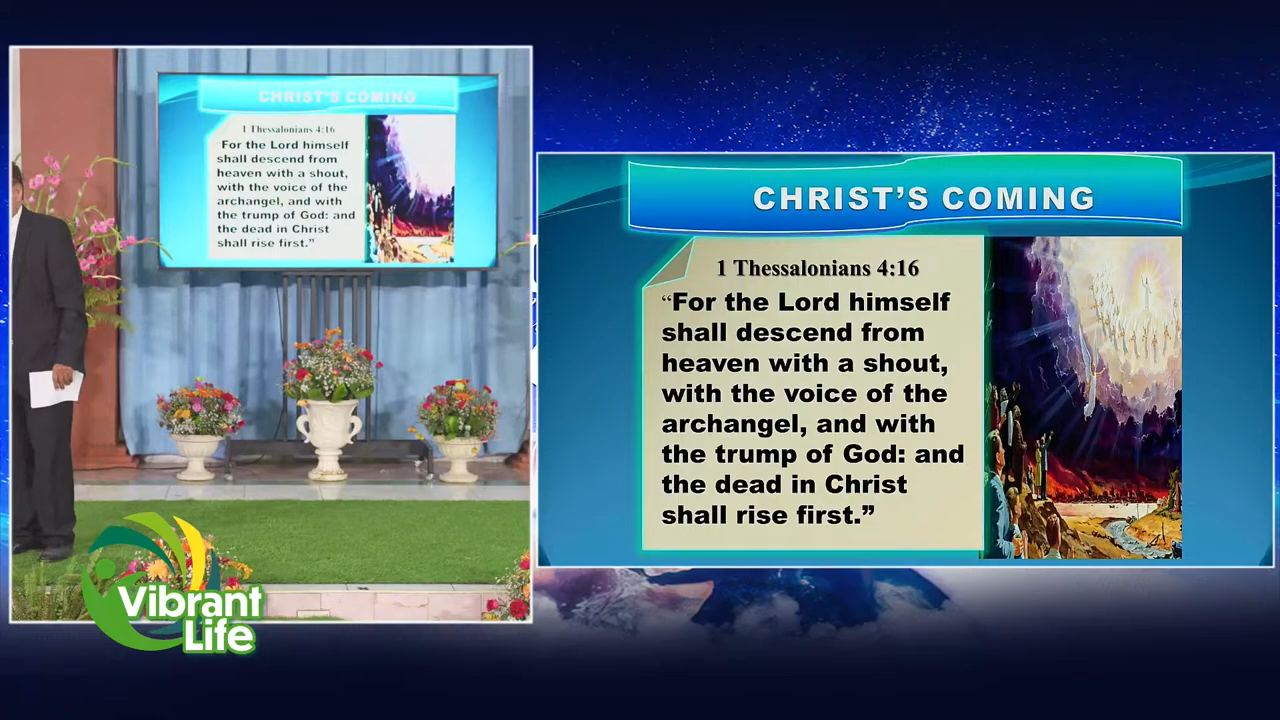 CHRIST'S COMING
1 Thessalonians 4:16
For the Lord himself
shall descend from
heaven with a shout,
with the voice of the
archangel, and with
the trump of God: and
the dead in Christ
shall rise first.”
Vibrant
Life
CHRIST’S COMING
1 Thessalonians 4:16
“For the Lord himself
shall descend from
heaven with a shout,
with the voice of the
archangel, and with
the trump of God: and
the dead in Christ
shall rise first.”